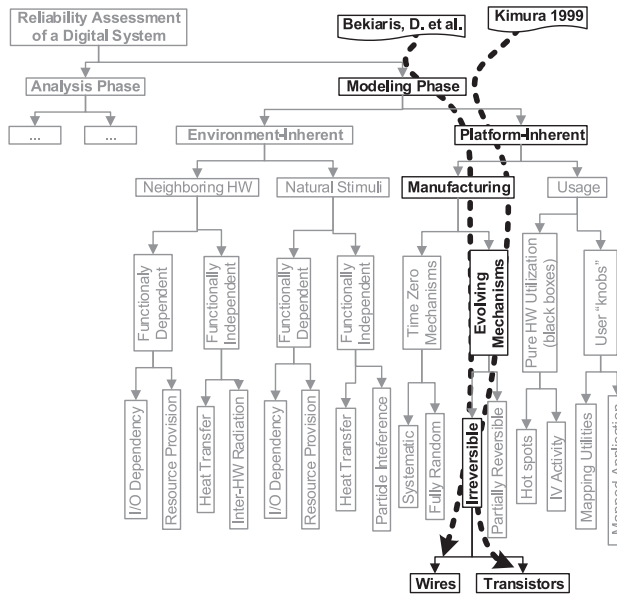 Reliability Assessment
of a Digital System
Bekiaris, D. et al.
Kimura 1999
Analysis Phase
Modeling Phase
...
...
Environment-Inherent
Platform-Inherent
Neighboring HW
Natural Stimuli
Manufacturing
Usage
Functionally
Dependent
Functionally
Independent
Functionally
Dependent
Functionally
Independent
Time Zero
Mechanisms
Evolving
Mechanisms
Pure HW Utilization
(black boxes)
User "knobs"
I/O Dependency
Resource Provision
Heat Transfer
Inter-HW Radiation
I/O Dependency
Resource Provision
Heat Transfer
Particle Inteference
Systematic
Fully Random
Irreversible
Partially Reversible
Hot spots
IV Activity
Mapping Utilities
Mapped Application
Wires
Transistors